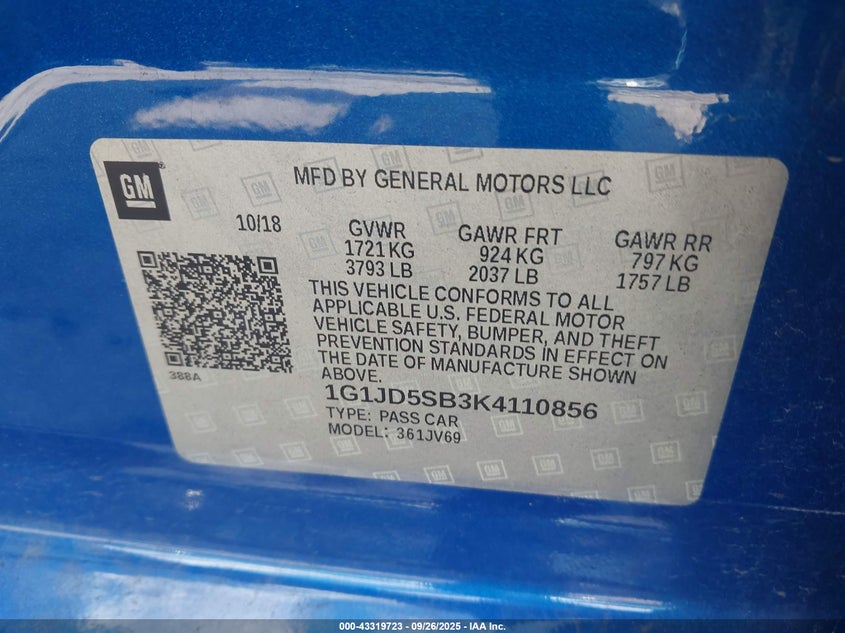 GM
MFD BY GENERAL MOTORS LLC
10/18
GVWR
1721 KG
3793 LB
GAWR FRT
924 KG
2037 LB
GAWR RR
797 KG
1757 LB
THIS VEHICLE CONFORMS TO ALL
APPLICABLE U.S. FEDERAL MOTOR
VEHICLE SAFETY, BUMPER, AND THEFT
PREVENTION STANDARDS IN EFFECT ON
THE DATE OF MANUFACTURE SHOWN
ABOVE.
388A
1G1JD5SB3K4110856
TYPE: PASS CAR
MODEL: 361JV69
000-43319723 - 09/26/2025 - IAA Inc.